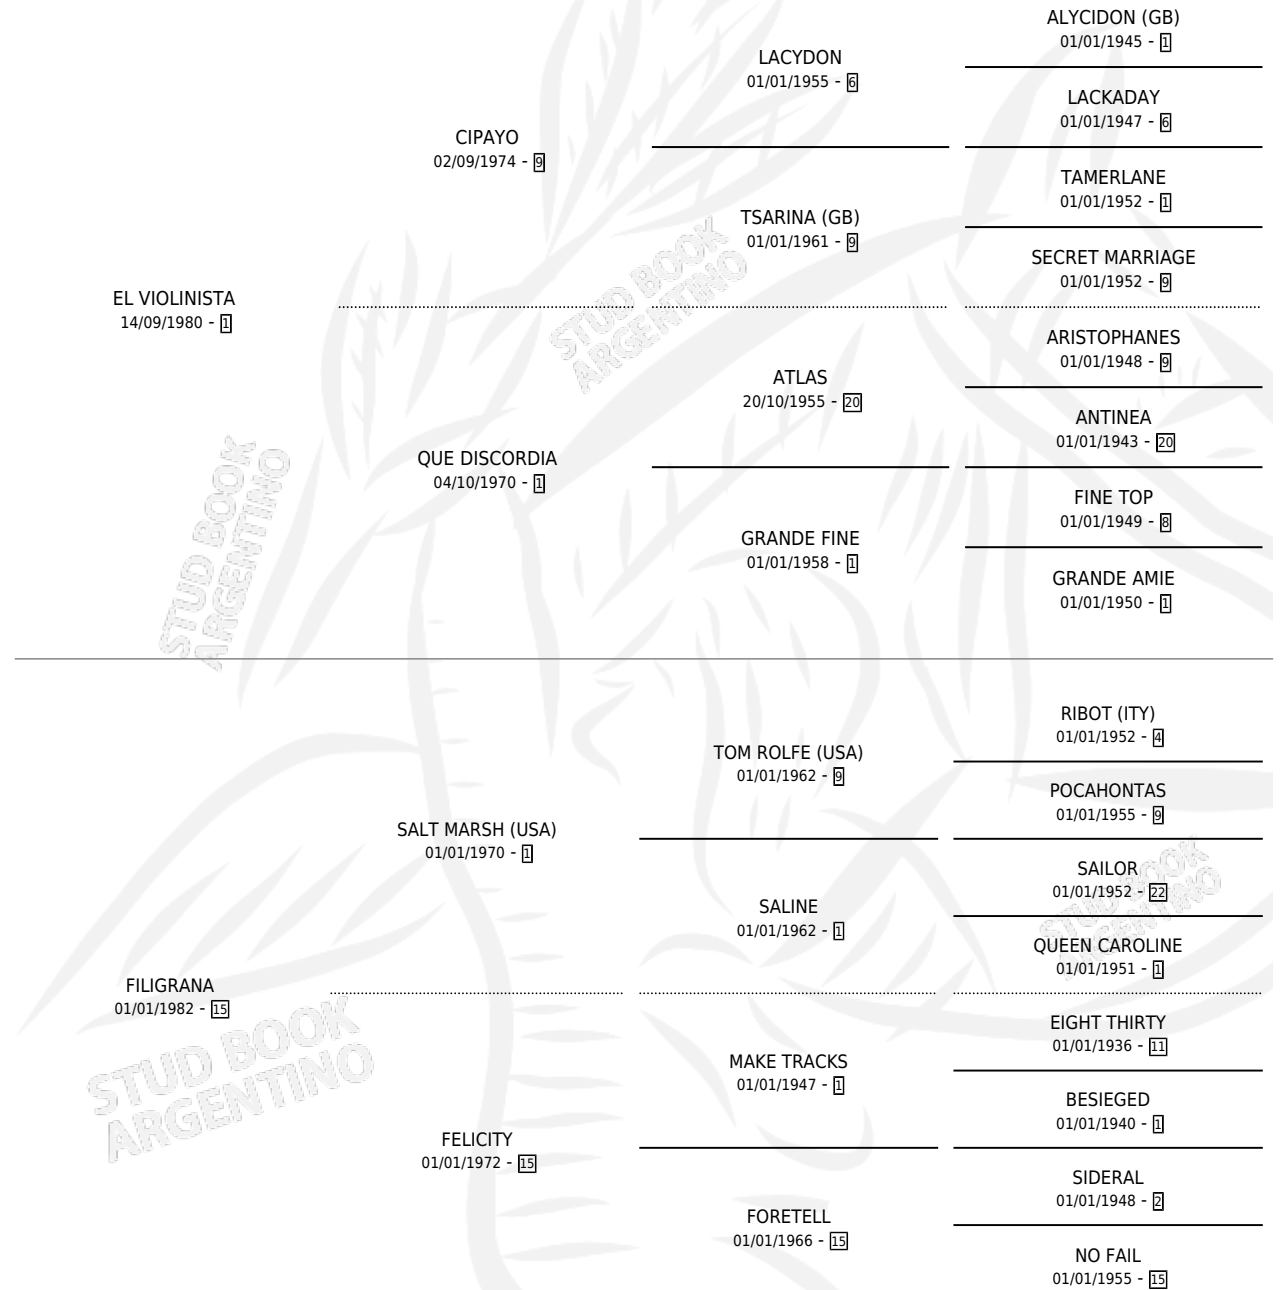 ALYCIDON (GB)
01/01/1945 - 1
LACYDON
01/01/1955 - 6
LACKADAY
01/01/1947 - 6
CIPAYO
02/09/1974 - 9
TAMERLANE
01/01/1952 - 1
TSARINA (GB)
01/01/1961 - 9
SECRET MARRIAGE
01/01/1952 - 9
EL VIOLINISTA
14/09/1980 - 1
ARISTOPHANES
01/01/1948 - 9
ATLAS
20/10/1955 - 20
ANTINEA
01/01/1943 - 20
QUE DISCORDIA
04/10/1970 - 1
FINE TOP
01/01/1949 - 8
GRANDE FINE
01/01/1958 - 1
GRANDE AMIE
01/01/1950 - 1
RIBOT (ITY)
01/01/1952 - 4
TOM ROLFE (USA)
01/01/1962 - 9
POCAHONTAS
01/01/1955 - 9
SALT MARSH (USA)
01/01/1970 - 1
SAILOR
01/01/1952 - 22
SALINE
01/01/1962 - 1
QUEEN CAROLINE
01/01/1951 - 1
FILIGRANA
01/01/1982 - 15
EIGHT THIRTY
01/01/1936 - 11
MAKE TRACKS
01/01/1947 - 1
BESIEGED
01/01/1940 - 1
FELICITY
01/01/1972 - 15
SIDERAL
01/01/1948 - 2
FORETELL
01/01/1966 - 15
NO FAIL
01/01/1955 - 15
STUD BOOK
ARGENTINO
STUD BOOK
ARGENTINO
STUD BOOK
ARGENTINO
STUD BOOK
ARGENTINO